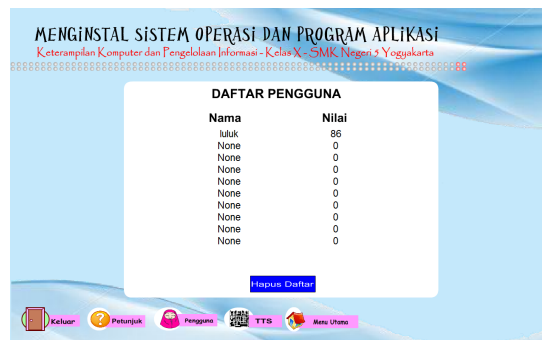 MENGINSTAL SISTEM OPERASI DAN PROGRAM APLIKASI
Keterampilan Komputer dan Pengelolaan Informasi - Kelas X - SMK Negeri 5 Yogyakarta
DAFTAR PENGGUNA
Nama Nilai
luluk 86
None 0
None 0
None 0
None 0
None 0
None 0
None 0
None 0
None 0
Hapus Daftar
Keluar Petunjuk Pengguna TTS Menu Utama